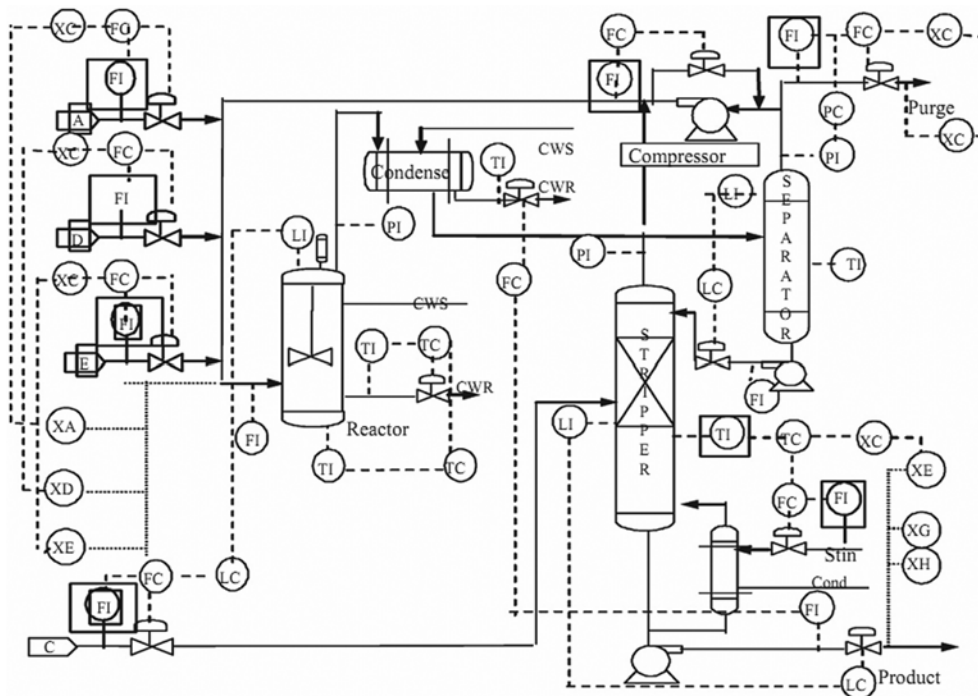 XC FC
FI
A
XC FC
FI
D
XC FC
FI
E
XA
XD
XE
FC LC
FI
C
FI
LI
PI
Condense
CWS
TI
CWR
CWS
TI TC
CWR
Reactor
TI TC
FC
FI
Compressor
FI FC XC
Purge
PC XC
PI
LI
SEPARATOR
TI
LC
PI
FC
FI
STRIPPER
LI
TI TC XC
XE
FC FI
Stin
XG
XH
Cond
FI
LC Product